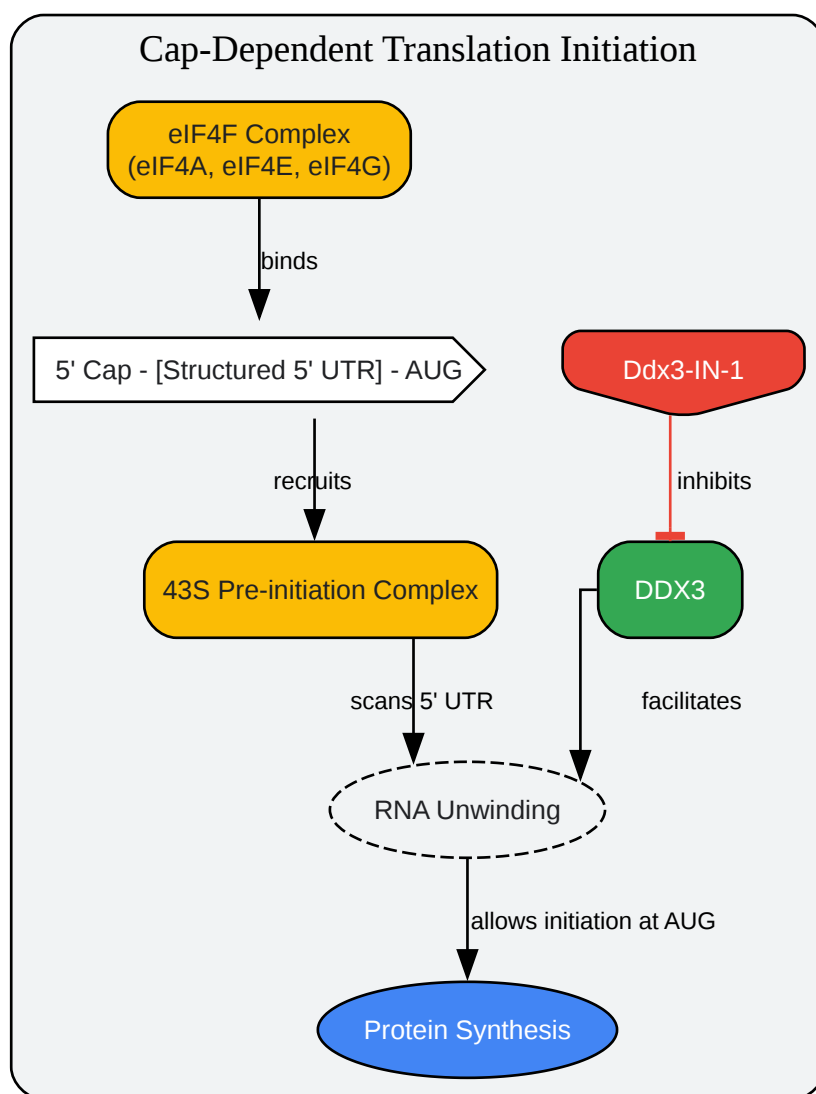 Cap-Dependent Translation Initiation
eIF4F Complex
(eIF4A, eIF4E, eIF4G)
binds
5' Cap - [Structured 5' UTR] - AUG
Ddx3-IN-1
recruits
inhibits
43S Pre-initiation Complex
DDX3
scans 5' UTR
facilitates
RNA Unwinding
allows initiation at AUG
Protein Synthesis